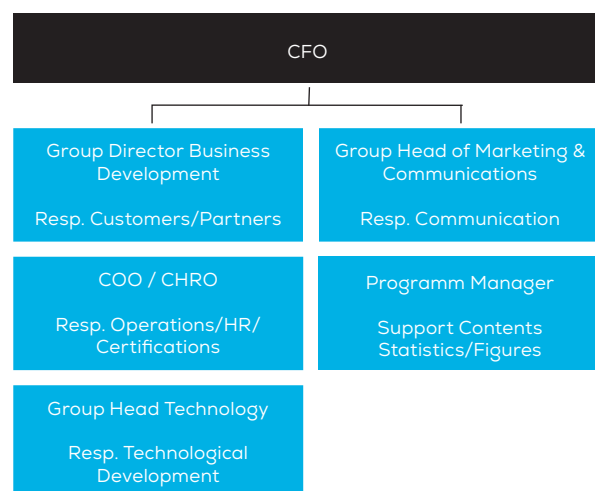 CFO
Group Director Business
Development
Resp. Customers/Partners
Group Head of Marketing &
Communications
Resp. Communication
COO / CHRO
Resp. Operations/HR/
Certifications
Programm Manager
Support Contents
Statistics/Figures
Group Head Technology
Resp. Technological
Development